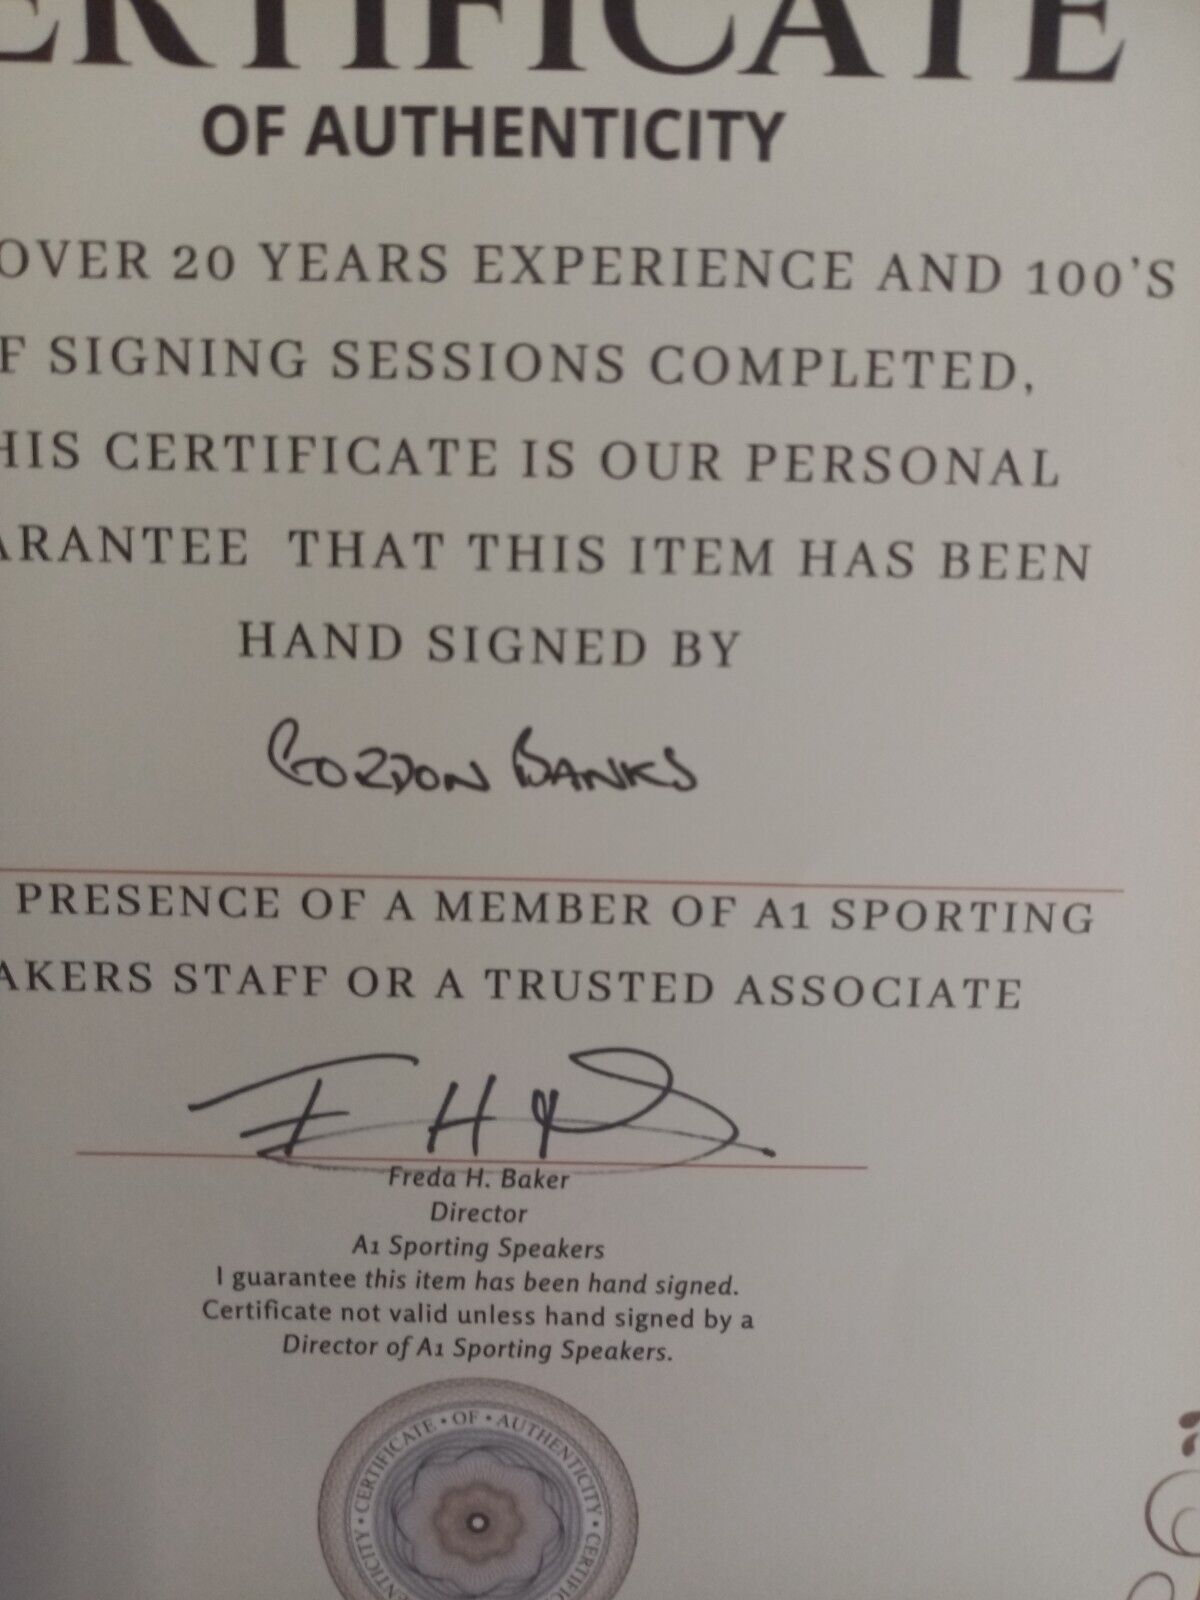 ERTIFICATE
OF AUTHENTICITY
OVER 20 YEARS EXPERIENCE AND 100'S
F SIGNING SESSIONS COMPLETED,
HIS CERTIFICATE IS OUR PERSONAL
ARANTEE THAT THIS ITEM HAS BEEN
HAND SIGNED BY
GORDON BANKS
PRESENCE OF A MEMBER OF A1 SPORTING
AKERS STAFF OR A TRUSTED ASSOCIATE
F H
Freda H. Baker
Director
A1 Sporting Speakers
I guarantee this item has been hand signed.
Certificate not valid unless hand signed by a
Director of A1 Sporting Speakers.
ENTICITY • CERTIFICATE • OF • AUTHENTICITY • CERTIFIC